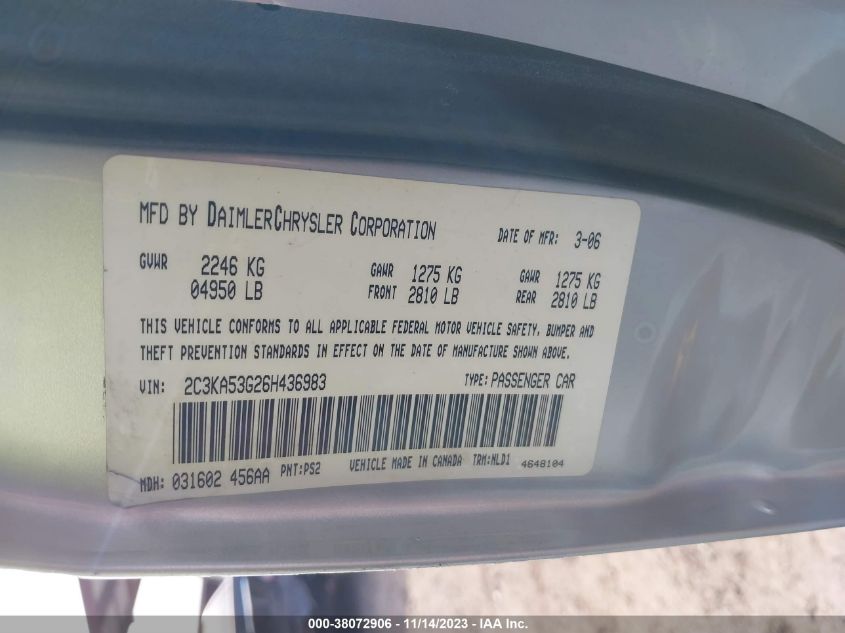 MFD BY DAIMLERCHRYSLER CORPORATION DATE OF MFR: 3-06
GVWR 2246 KG GAWR 1275 KG GAWR 1275 KG
04950 LB FRONT 2810 LB REAR 2810 LB
THIS VEHICLE CONFORMS TO ALL APPLICABLE FEDERAL MOTOR VEHICLE SAFETY, BUMPER AND
THEFT PREVENTION STANDARDS IN EFFECT ON THE DATE OF MANUFACTURE SHOWN ABOVE.
VIN: 2C3KA53G26H436983 TYPE: PASSENGER CAR
MDH: 031602 456AA PNT:PS2 VEHICLE MADE IN CANADA TRM:NLD1 4648104
000-38072906 - 11/14/2023 - IAA Inc.